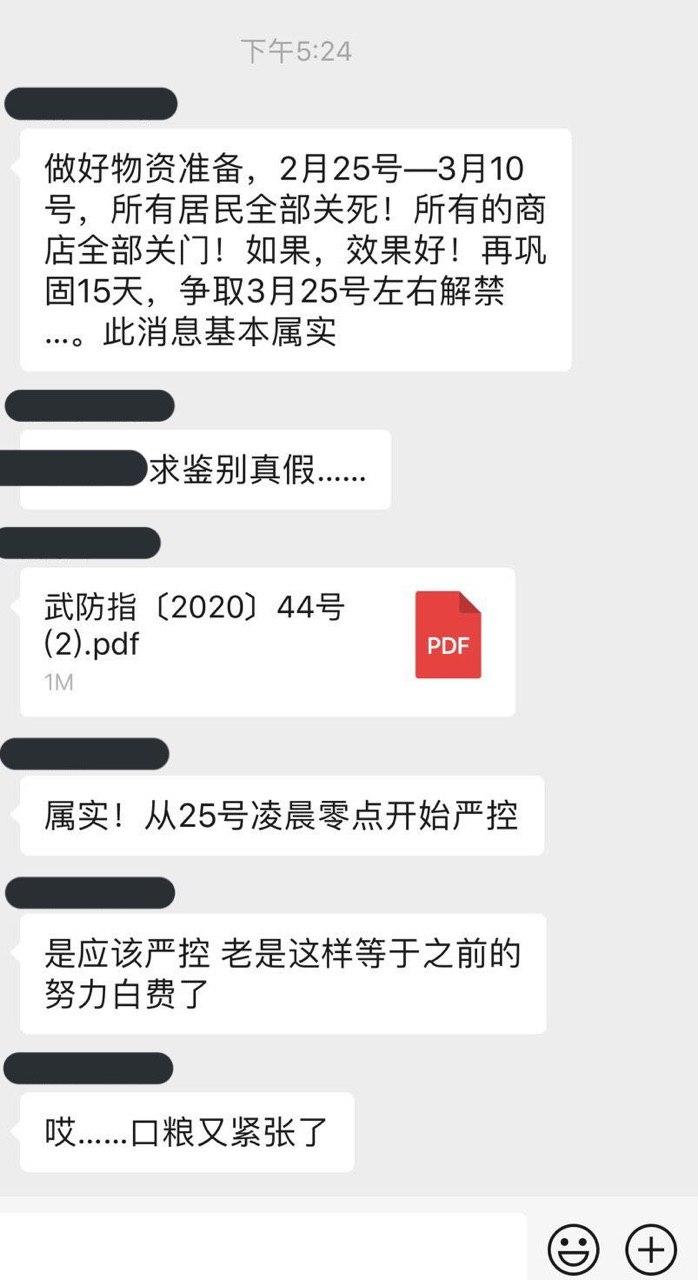 下午5:24
做好物资准备，2月25号—3月10
号，所有居民全部关死！所有的商
店全部关门！如果，效果好！再巩
固15天，争取3月25号左右解禁
...。此消息基本属实
求鉴别真假......
武防指〔2020〕44号
(2).pdf
PDF
1M
属实！从25号凌晨零点开始严控
是应该严控 老是这样等于之前的
努力白费了
哎......口粮又紧张了